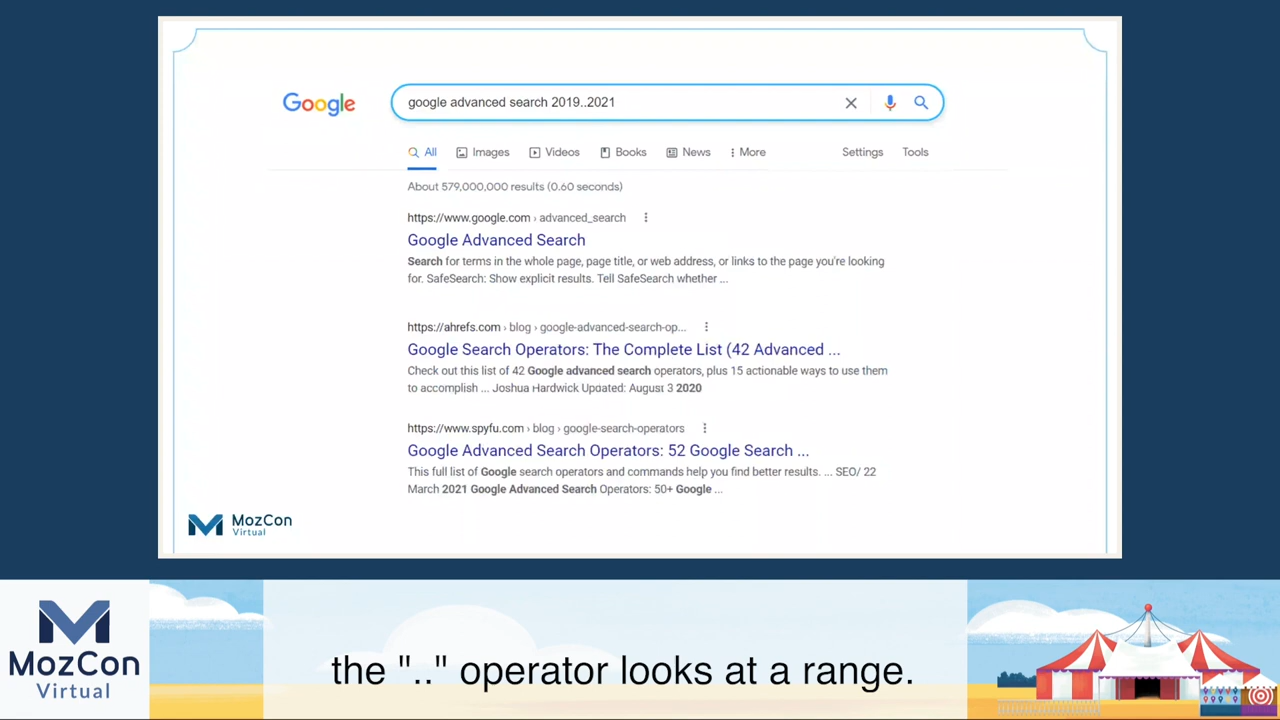 Google
google advanced search 2019..2021
All Images Videos Books News More Settings Tools
About 579,000,000 results (0.60 seconds)
https://www.google.com › advanced_search
Google Advanced Search
Search for terms in the whole page, page title, or web address, or links to the page you're looking
for. SafeSearch: Show explicit results. Tell SafeSearch whether ...
https://ahrefs.com › blog › google-advanced-search-op...
Google Search Operators: The Complete List (42 Advanced ...
Check out this list of 42 Google advanced search operators, plus 15 actionable ways to use them
to accomplish ... Joshua Hardwick Updated: August 3 2020
https://www.spyfu.com › blog › google-search-operators
Google Advanced Search Operators: 52 Google Search ...
This full list of Google search operators and commands help you find better results. ... SEO/ 22
March 2021 Google Advanced Search Operators: 50+ Google ...
MozCon
Virtual
MozCon
Virtual
the ".." operator looks at a range.